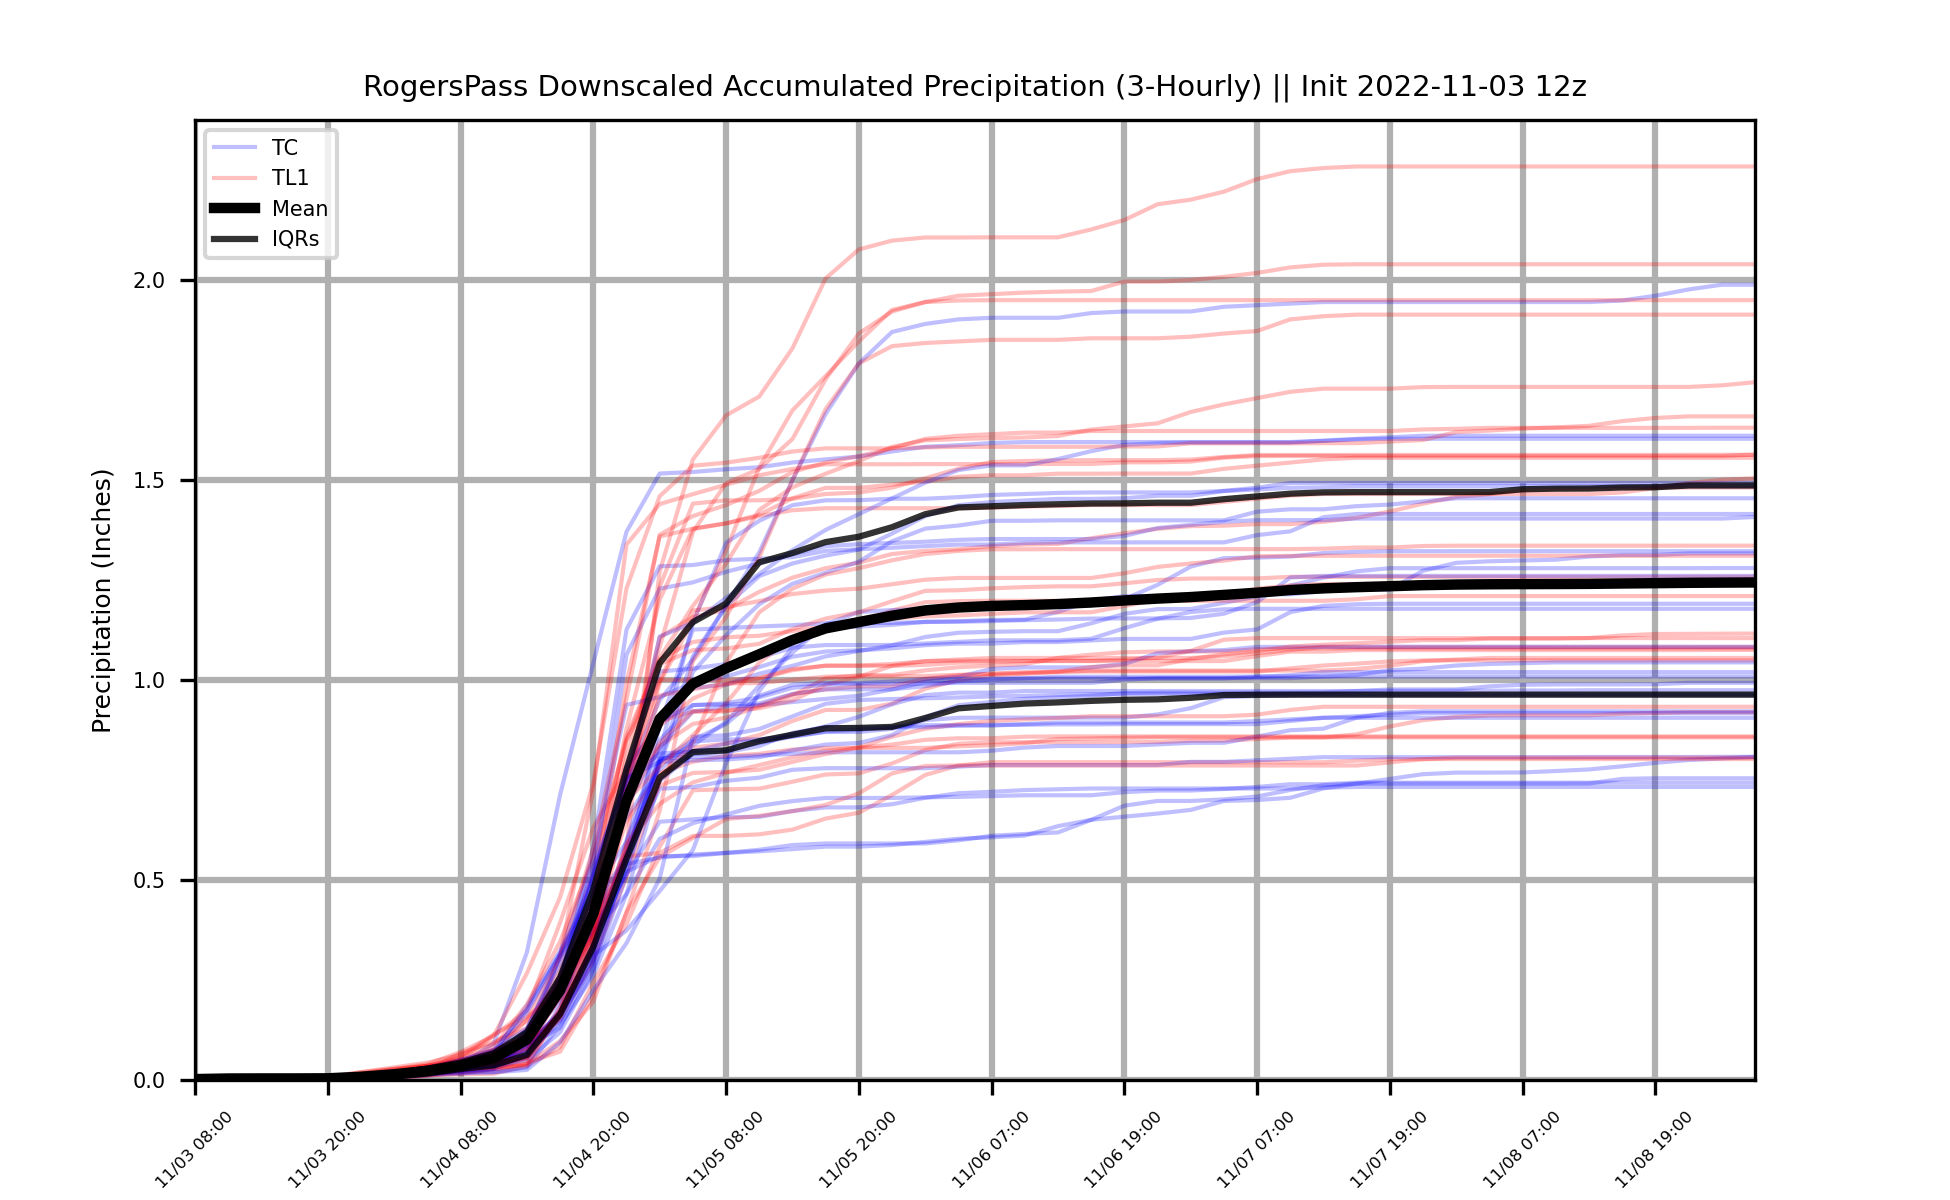 RogersPass Downscaled Accumulated Precipitation (3-Hourly) || Init 2022-11-03 12z
TC
TL1
Mean
IQRs
Precipitation (Inches)
2.0
1.5
1.0
0.5
0.0
11/03 08:00
11/03 20:00
11/04 08:00
11/04 20:00
11/05 08:00
11/05 20:00
11/06 07:00
11/06 19:00
11/07 07:00
11/07 19:00
11/08 07:00
11/08 19:00